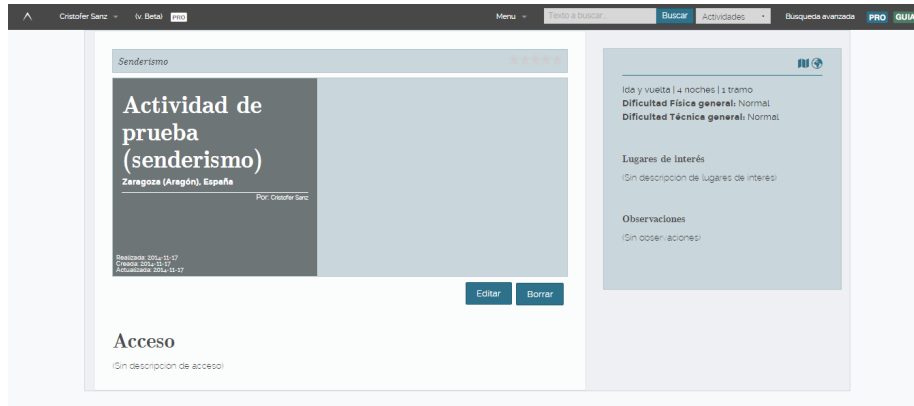 Cristofer Sanz
(v. Beta)
PRO
Menu
Texto a buscar...
Buscar
Actividades
Búsqueda avanzada
PRO
GUIA
Senderismo
Actividad de
prueba
(senderismo)
Zaragoza (Aragón), España
Por: Cristofer Sanz
Realizada: 2014-11-17
Creada: 2014-11-17
Actualizada: 2014-11-17
Editar
Borrar
Acceso
(Sin descripcion de acceso)
Ida y vuelta | 4 noches | 1 tramo
Dificultad Física general: Normal
Dificultad Técnica general: Normal
Lugares de interés
(Sin descripcion de lugares de interes)
Observaciones
(Sin observaciones)